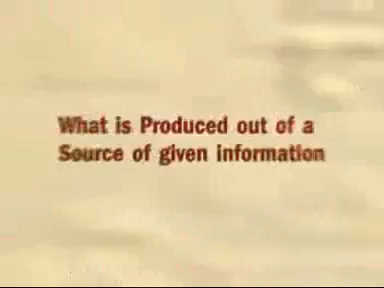 What is Produced out of a
Source of given information